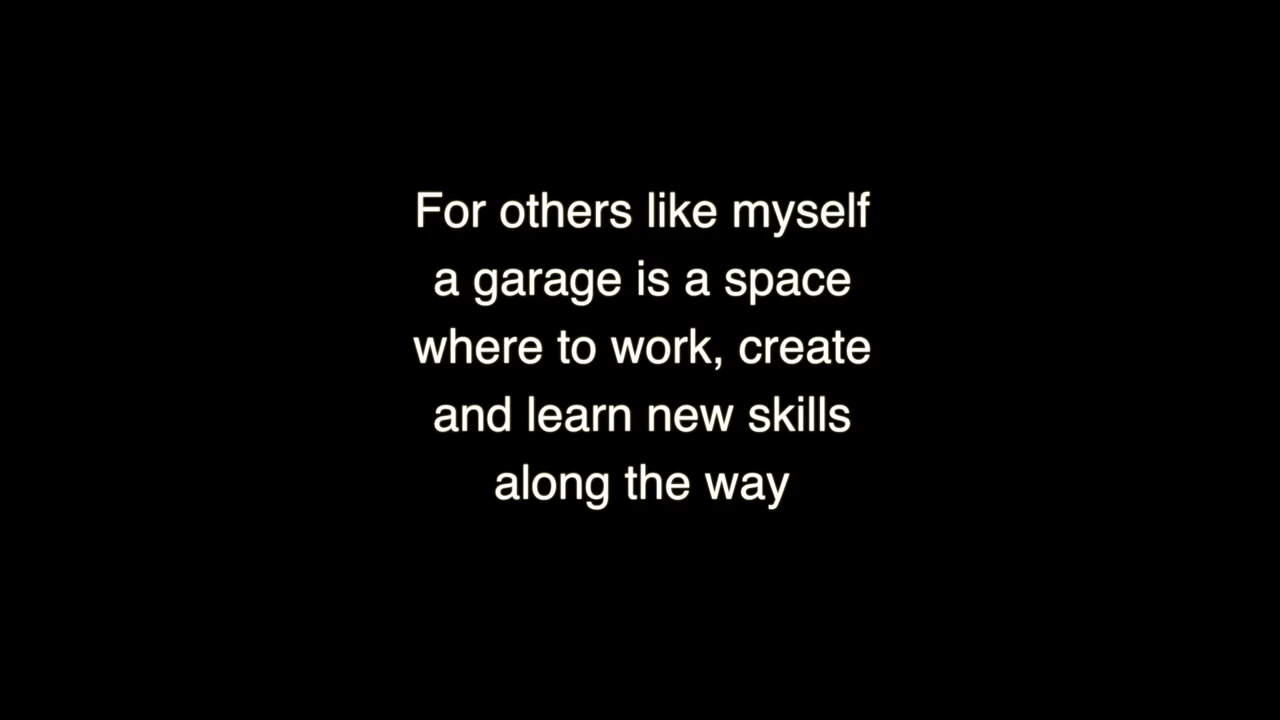 For others like myself
a garage is a space
where to work, create
and learn new skills
along the way